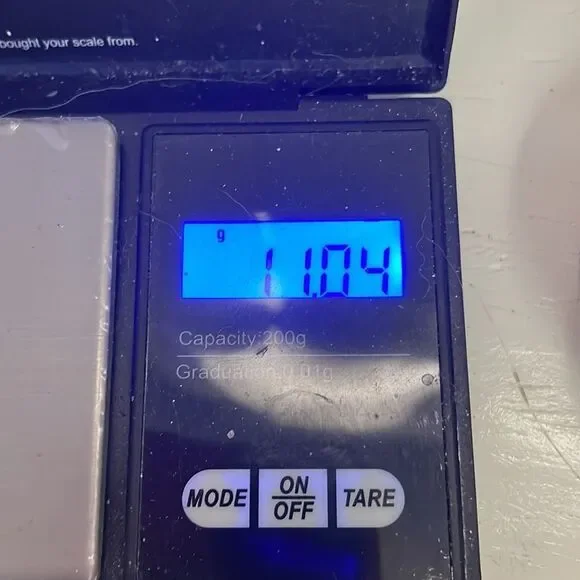 bought your scale from.
g
11.04
Capacity:200g
Graduation:0.01g
MODE
ON
OFF
TARE